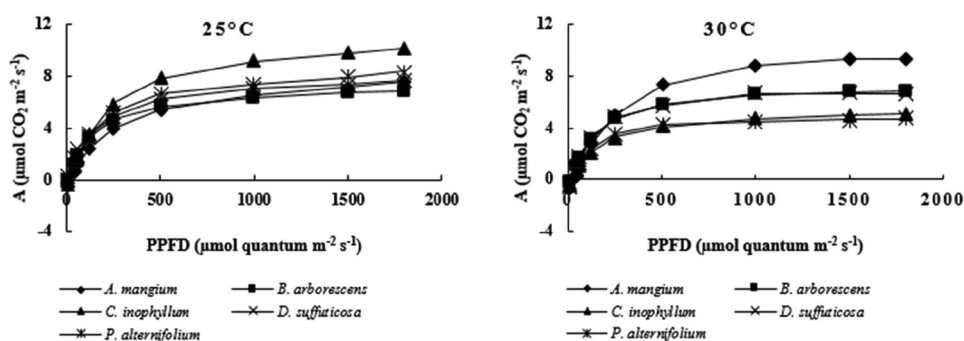 25°C
12
8
4
0
-4
A (µmol CO₂ m⁻² s⁻¹)
500
1000
1500
2000
PPFD (µmol quantum m⁻² s⁻¹)
A. mangium
B. arborescens
C. inophyllum
D. suffuticosa
P. alternifolium
30°C
12
8
4
0
-4
A (µmol CO₂ m⁻² s⁻¹)
0
500
1000
1500
2000
PPFD (µmol quantum m⁻² s⁻¹)
A. mangium
B. arborescens
C. inophyllum
D. suffuticosa
P. alternifolium